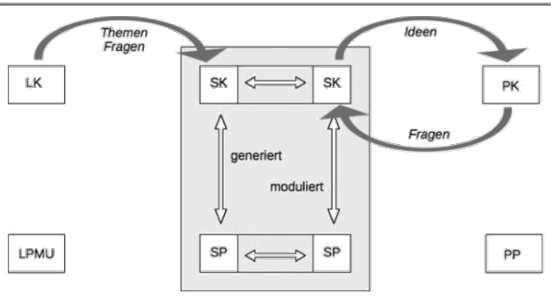 Themen
Fragen
Ideen
LK
SK
SK
PK
Fragen
generiert
moduliert
LPMU
SP
SP
PP